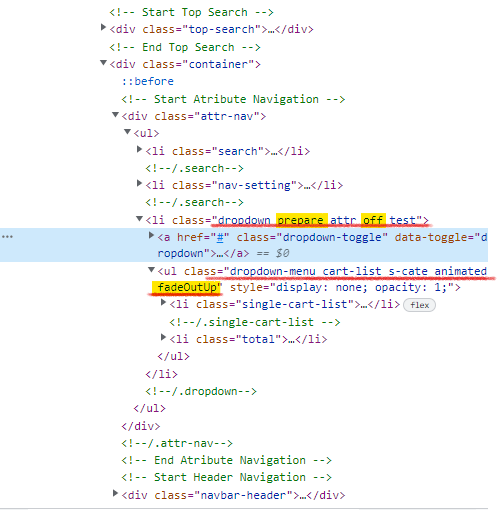 <!-- Start Top Search -->
<div class="top-search">…</div>
<!-- End Top Search -->
<div class="container">
::before
<!-- Start Atribute Navigation -->
<div class="attr-nav">
<ul>
<li class="search">…</li>
<!--/.search-->
<li class="nav-setting">…</li>
<!--/.search-->
<li class="dropdown prepare attr off test">
<a href="#" class="dropdown-toggle" data-toggle="d
ropdown">…</a> == $0
<ul class="dropdown-menu cart-list s-cate animated
fadeOutUp" style="display: none; opacity: 1;">
<li class="single-cart-list">…</li> flex
<!--/.single-cart-list -->
<li class="total">…</li>
</ul>
</li>
<!--/.dropdown-->
</ul>
</div>
<!--/.attr-nav-->
<!-- End Atribute Navigation -->
<!-- Start Header Navigation -->
<div class="navbar-header">…</div>